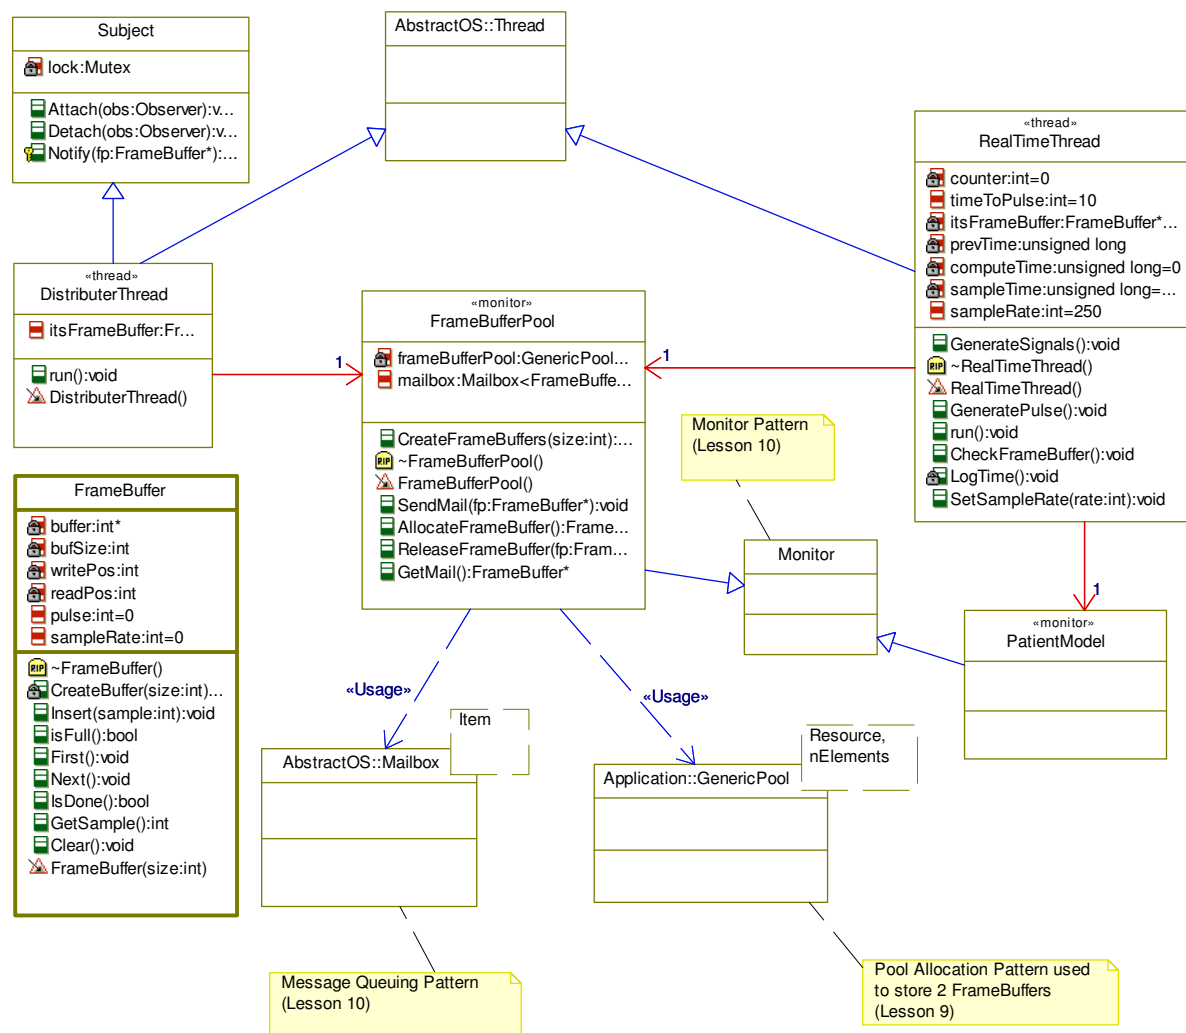 Subject
lock:Mutex
Attach(obs:Observer):v...
Detach(obs:Observer):v...
Notify(fp:FrameBuffer*):...
AbstractOS::Thread
«thread»
RealTimeThread
counter:int=0
timeToPulse:int=10
itsFrameBuffer:FrameBuffer*...
prevTime:unsigned long
computeTime:unsigned long=0
sampleTime:unsigned long=...
sampleRate:int=250
GenerateSignals():void
RIP ~RealTimeThread()
RealTimeThread()
GeneratePulse():void
run():void
CheckFrameBuffer():void
LogTime():void
SetSampleRate(rate:int):void
«thread»
DistributerThread
itsFrameBuffer:Fr...
run():void
DistributerThread()
1
1
«monitor»
FrameBufferPool
frameBufferPool:GenericPool...
mailbox:Mailbox<FrameBuffe...
CreateFrameBuffers(size:int):...
RIP ~FrameBufferPool()
FrameBufferPool()
SendMail(fp:FrameBuffer*):void
AllocateFrameBuffer():Frame...
ReleaseFrameBuffer(fp:Fram...
GetMail():FrameBuffer*
Monitor Pattern
(Lesson 10)
Monitor
1
«monitor»
PatientModel
FrameBuffer
buffer:int*
bufSize:int
writePos:int
readPos:int
pulse:int=0
sampleRate:int=0
RIP ~FrameBuffer()
CreateBuffer(size:int)...
Insert(sample:int):void
isFull():bool
First():void
Next():void
IsDone():bool
GetSample():int
Clear():void
FrameBuffer(size:int)
«Usage»
«Usage»
Item
AbstractOS::Mailbox
Resource,
nElements
Application::GenericPool
Message Queuing Pattern
(Lesson 10)
Pool Allocation Pattern used
to store 2 FrameBuffers
(Lesson 9)